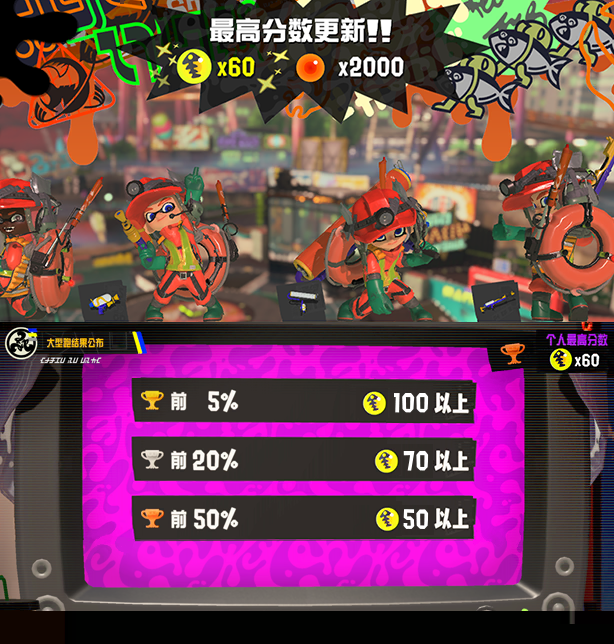 最高分数更新!!
x60
x2000
大型跑结果公布
个人最高分数
x60
前 5% 100 以上
前 20% 70 以上
前 50% 50 以上